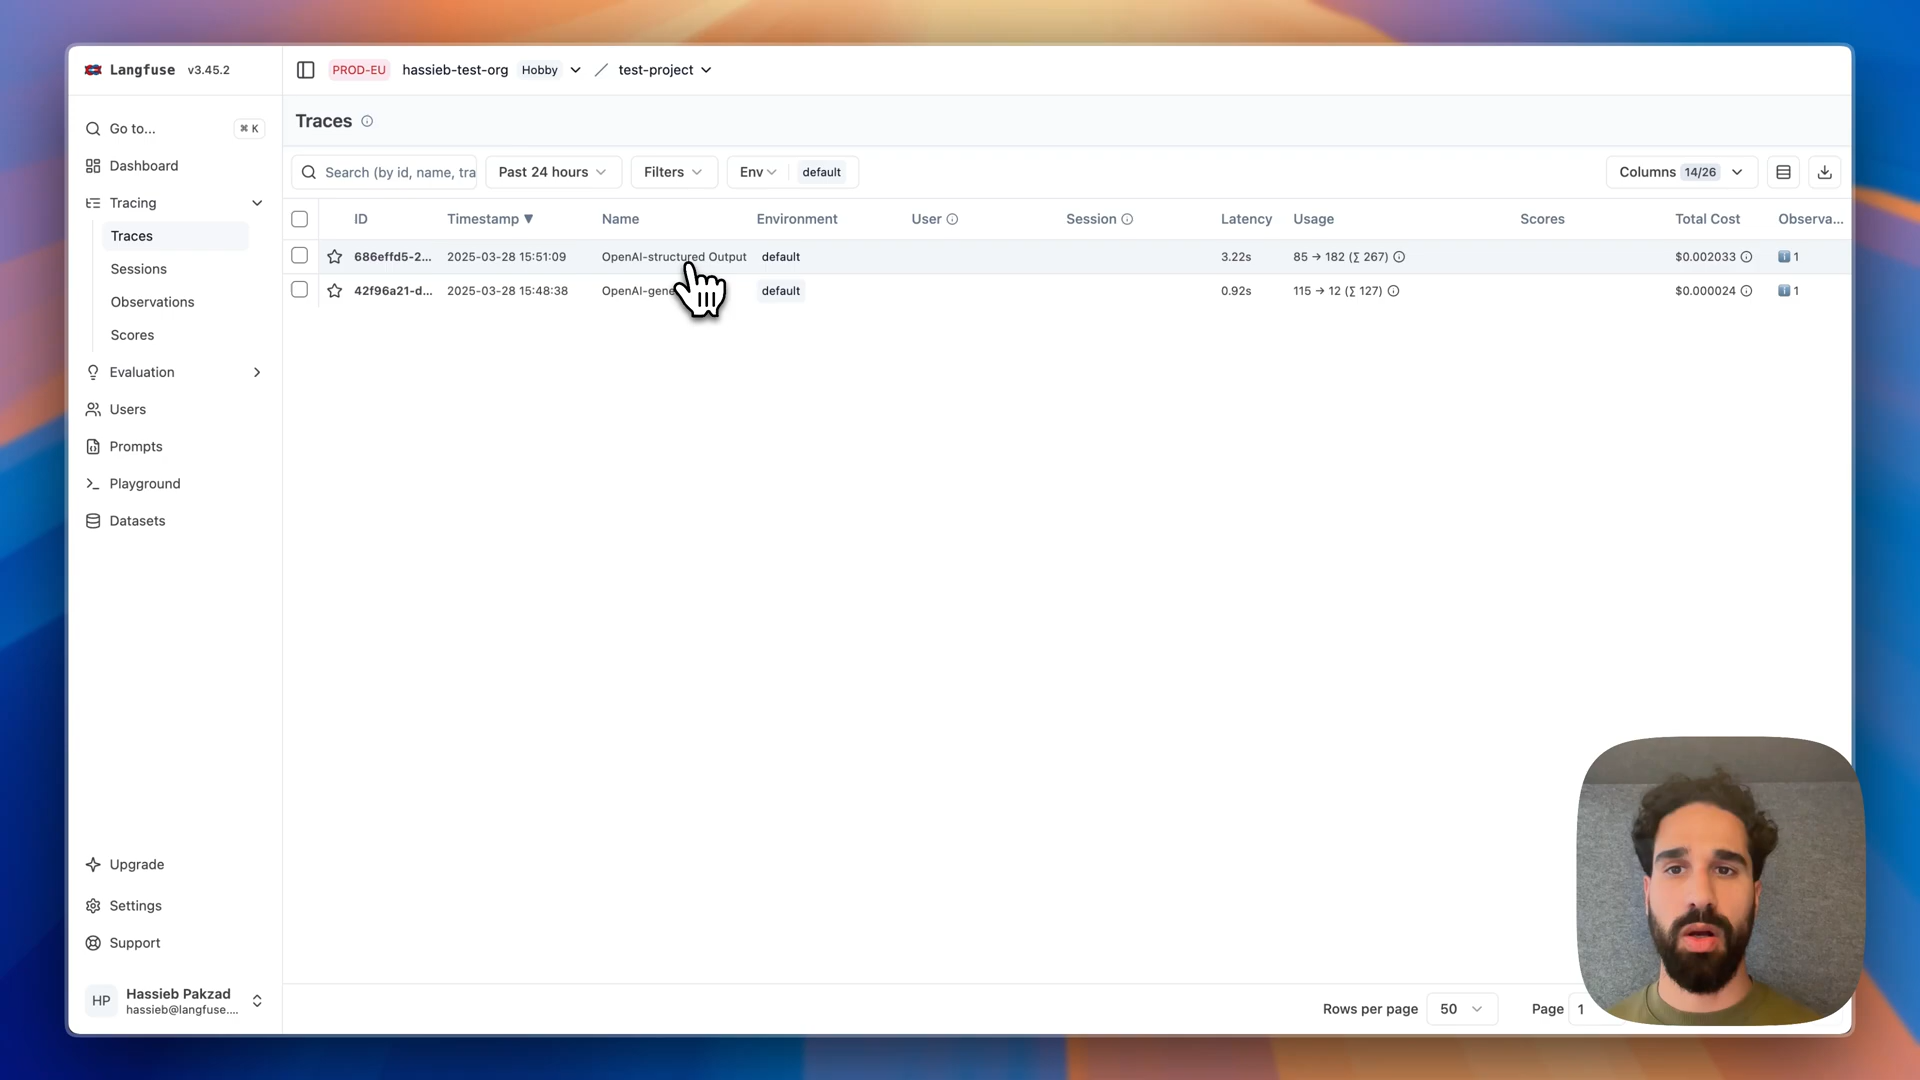 Langfuse v3.45.2
PROD-EU hassieb-test-org Hobby / test-project
Go to... ⌘ K
Dashboard
Tracing
Traces
Sessions
Observations
Scores
Evaluation
Users
Prompts
Playground
Datasets
Upgrade
Settings
Support
HP Hassieb Pakzad
hassieb@langfuse....
Traces
Search (by id, name, tra Past 24 hours Filters Env default Columns 14/26
ID Timestamp ▼ Name Environment User Session Latency Usage Scores Total Cost Observa...
686effd5-2... 2025-03-28 15:51:09 OpenAI-structured Output default 3.22s 85 → 182 (∑ 267) $0.002033 1
42f96a21-d... 2025-03-28 15:48:38 OpenAI-gene default 0.92s 115 → 12 (∑ 127) $0.000024 1
Rows per page 50 Page 1